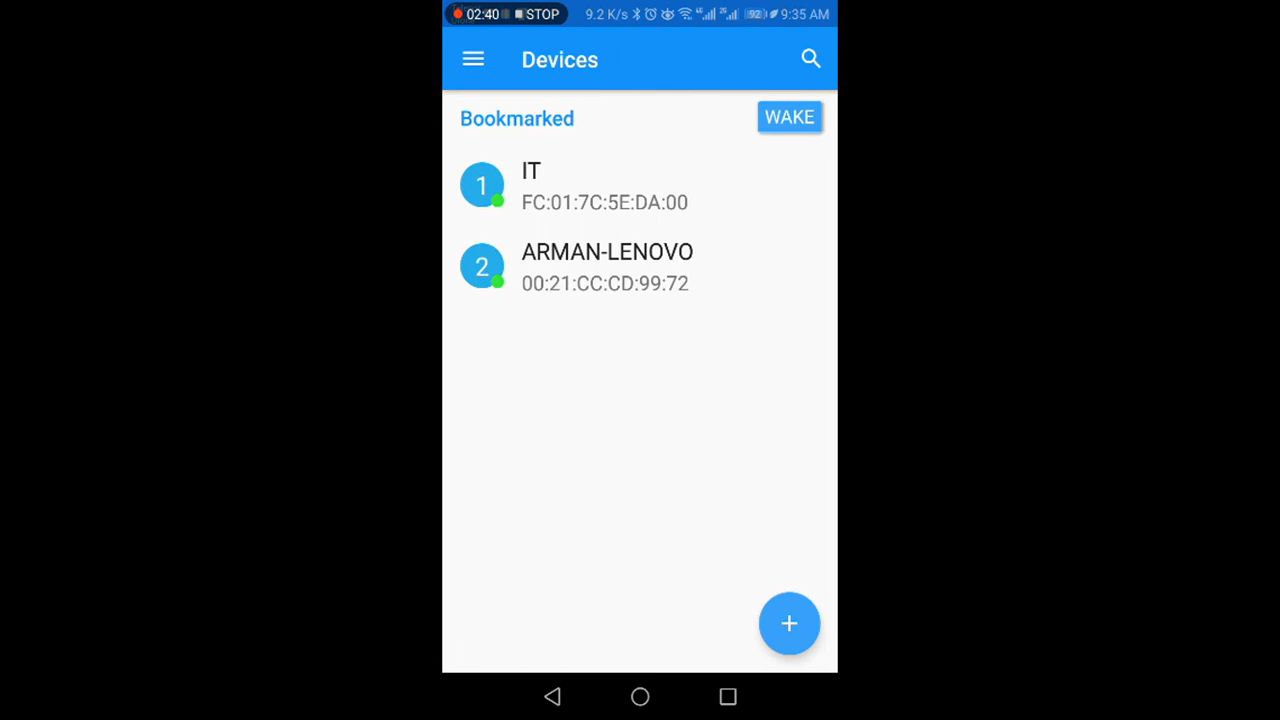 02:40 STOP 9.2 K/s 92 9:35 AM
Devices
Bookmarked WAKE
1 IT
FC:01:7C:5E:DA:00
2 ARMAN-LENOVO
00:21:CC:CD:99:72
+